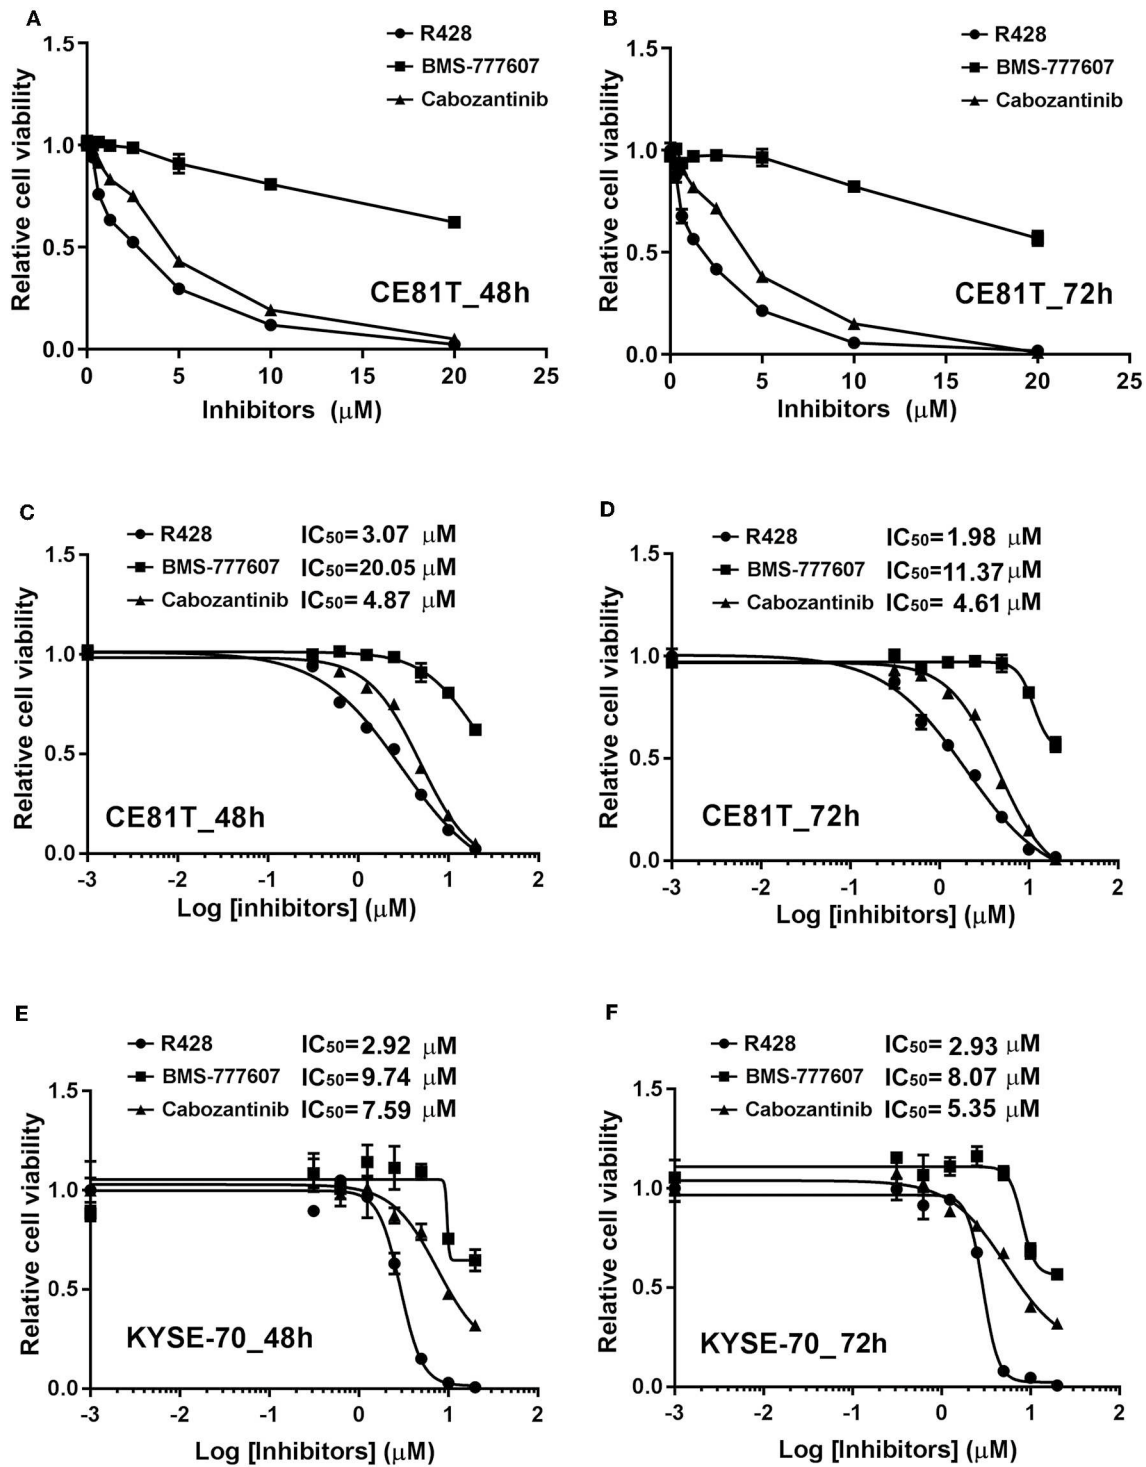 A
R428
BMS-777607
Cabozantinib
Relative cell viability
1.5
1.0
0.5
0.0
CE81T_48h
0 5 10 15 20 25
Inhibitors (μM)
B
R428
BMS-777607
Cabozantinib
Relative cell viability
1.5
1.0
0.5
0.0
CE81T_72h
0 5 10 15 20 25
Inhibitors (μM)
C
R428 IC50= 3.07 μM
BMS-777607 IC50=20.05 μM
Cabozantinib IC50= 4.87 μM
Relative cell viability
1.5
1.0
0.5
0.0
CE81T_48h
-3 -2 -1 0 1 2
Log [inhibitors] (μM)
D
R428 IC50= 1.98 μM
BMS-777607 IC50=11.37 μM
Cabozantinib IC50= 4.61 μM
Relative cell viability
1.5
1.0
0.5
0.0
CE81T_72h
-3 -2 -1 0 1 2
Log [inhibitors] (μM)
E
R428 IC50=2.92 μM
BMS-777607 IC50=9.74 μM
Cabozantinib IC50=7.59 μM
Relative cell viability
1.5
1.0
0.5
0.0
KYSE-70_48h
-3 -2 -1 0 1 2
Log [Inhibitors] (μM)
F
R428 IC50= 2.93 μM
BMS-777607 IC50= 8.07 μM
Cabozantinib IC50= 5.35 μM
Relative cell viability
1.5
1.0
0.5
0.0
KYSE-70_72h
-3 -2 -1 0 1 2
Log [Inhibitors] (μM)